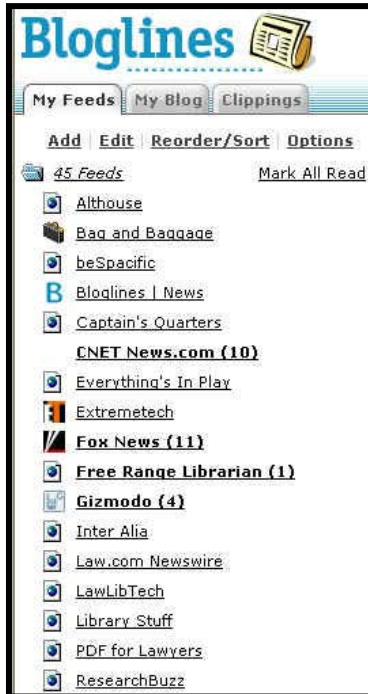 Bloglines
My Feeds My Blog Clippings
Add | Edit | Reorder/Sort | Options
45 Feeds Mark All Read
Althouse
Bag and Baggage
beSpacific
B Bloglines | News
Captain's Quarters
CNET News.com (10)
Everything's In Play
Extremetech
Fox News (11)
Free Range Librarian (1)
Gizmodo (4)
Inter Alia
Law.com Newswire
LawLibTech
Library Stuff
PDF for Lawyers
ResearchBuzz